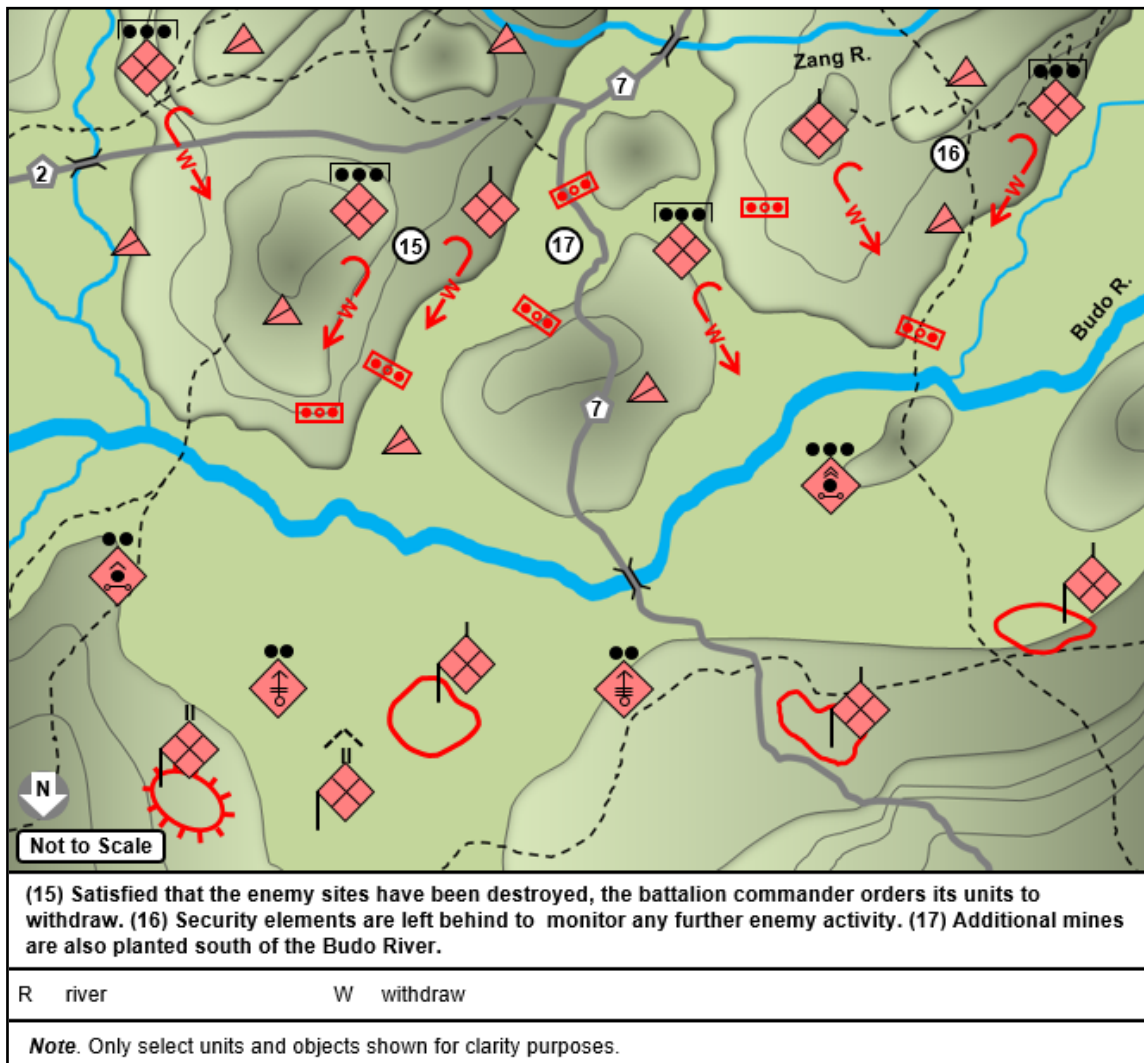 Zang R.
7
2
W
16
W
15
17
W
W
W
W
Budo R.
7
N
Not to Scale
(15) Satisfied that the enemy sites have been destroyed, the battalion commander orders its units to
withdraw. (16) Security elements are left behind to monitor any further enemy activity. (17) Additional mines
are also planted south of the Budo River.
R river W withdraw
Note. Only select units and objects shown for clarity purposes.